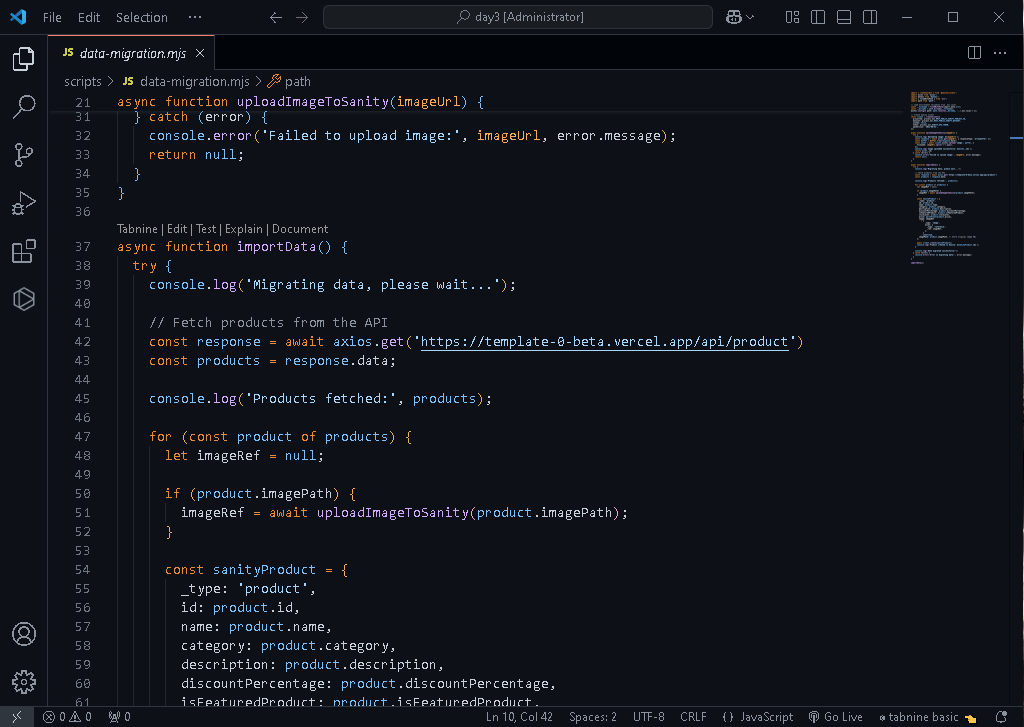 File Edit Selection ··· day3 [Administrator]
JS data-migration.mjs
scripts > JS data-migration.mjs > path
21 async function uploadImageToSanity(imageUrl) {
31 } catch (error) {
32 console.error('Failed to upload image:', imageUrl, error.message);
33 return null;
34 }
35 }
36
Tabnine | Edit | Test | Explain | Document
37 async function importData() {
38 try {
39 console.log('Migrating data, please wait...');
40
41 // Fetch products from the API
42 const response = await axios.get('https://template-0-beta.vercel.app/api/product')
43 const products = response.data;
44
45 console.log('Products fetched:', products);
46
47 for (const product of products) {
48 let imageRef = null;
49
50 if (product.imagePath) {
51 imageRef = await uploadImageToSanity(product.imagePath);
52 }
53
54 const sanityProduct = {
55 _type: 'product',
56 id: product.id,
57 name: product.name,
58 category: product.category,
59 description: product.description,
60 discountPercentage: product.discountPercentage,
61 isFeaturedProduct: product.isFeaturedProduct,
0 0 0 Ln 10, Col 42 Spaces: 2 UTF-8 CRLF {} JavaScript Go Live tabnine basic